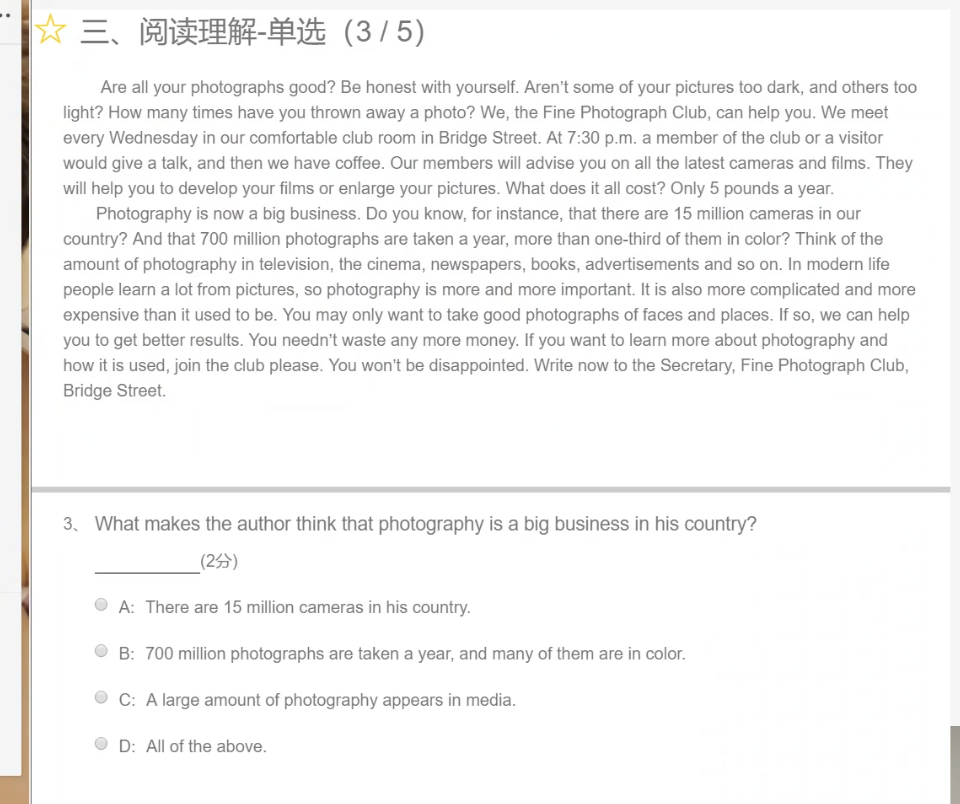 三、阅读理解-单选（3 / 5）
Are all your photographs good? Be honest with yourself. Aren't some of your pictures too dark, and others too
light? How many times have you thrown away a photo? We, the Fine Photograph Club, can help you. We meet
every Wednesday in our comfortable club room in Bridge Street. At 7:30 p.m. a member of the club or a visitor
would give a talk, and then we have coffee. Our members will advise you on all the latest cameras and films. They
will help you to develop your films or enlarge your pictures. What does it all cost? Only 5 pounds a year.
Photography is now a big business. Do you know, for instance, that there are 15 million cameras in our
country? And that 700 million photographs are taken a year, more than one-third of them in color? Think of the
amount of photography in television, the cinema, newspapers, books, advertisements and so on. In modern life
people learn a lot from pictures, so photography is more and more important. It is also more complicated and more
expensive than it used to be. You may only want to take good photographs of faces and places. If so, we can help
you to get better results. You needn't waste any more money. If you want to learn more about photography and
how it is used, join the club please. You won't be disappointed. Write now to the Secretary, Fine Photograph Club,
Bridge Street.
3、 What makes the author think that photography is a big business in his country?
___________(2分)
A: There are 15 million cameras in his country.
B: 700 million photographs are taken a year, and many of them are in color.
C: A large amount of photography appears in media.
D: All of the above.